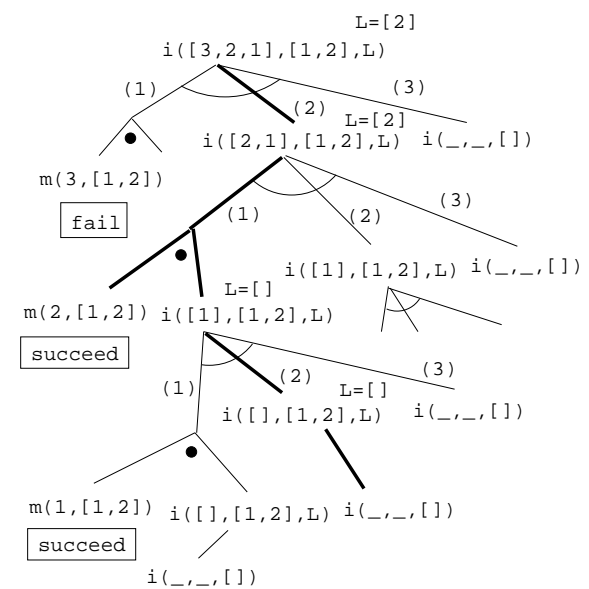 L=[2]
i([3,2,1],[1,2],L)
(1)
(2)
(3)
L=[2]
i([2,1],[1,2],L)
i(_,_,[])
m(3,[1,2])
fail
(1)
(2)
(3)
i([1],[1,2],L)
i(_,_,[])
L=[]
m(2,[1,2])
i([1],[1,2],L)
succeed
(1)
(2)
(3)
L=[]
i([],[1,2],L)
i(_,_,[])
m(1,[1,2])
i([],[1,2],L)
i(_,_,[])
succeed
i(_,_,[])